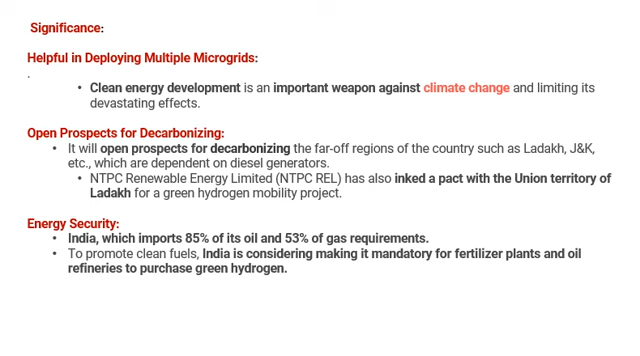 Significance:
Helpful in Deploying Multiple Microgrids:
.
• Clean energy development is an important weapon against climate change and limiting its
devastating effects.
Open Prospects for Decarbonizing:
• It will open prospects for decarbonizing the far-off regions of the country such as Ladakh, J&K,
etc., which are dependent on diesel generators.
• NTPC Renewable Energy Limited (NTPC REL) has also inked a pact with the Union territory of
Ladakh for a green hydrogen mobility project.
Energy Security:
• India, which imports 85% of its oil and 53% of gas requirements.
• To promote clean fuels, India is considering making it mandatory for fertilizer plants and oil
refineries to purchase green hydrogen.